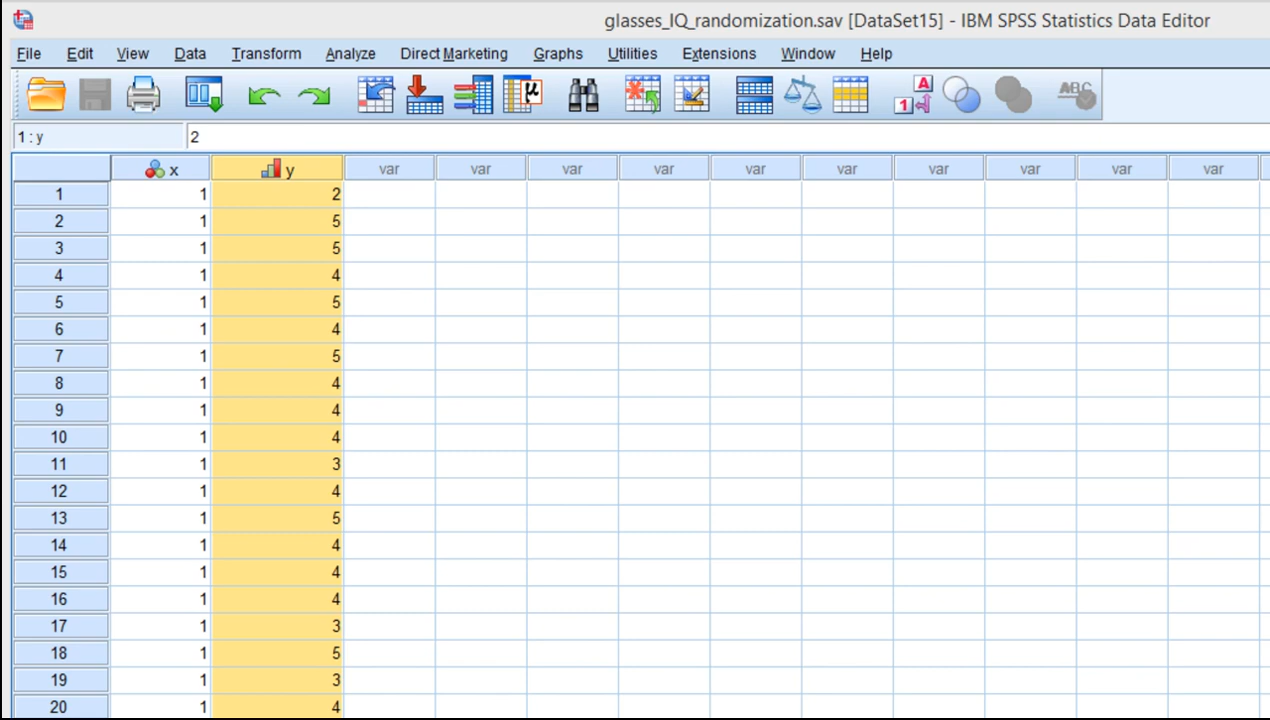 glasses_IQ_randomization.sav [DataSet15] - IBM SPSS Statistics Data Editor
File Edit View Data Transform Analyze Direct Marketing Graphs Utilities Extensions Window Help
μ A 1 ABC
1 : y 2
x y var var var var var var var var var var
1 1 2
2 1 5
3 1 5
4 1 4
5 1 5
6 1 4
7 1 5
8 1 4
9 1 4
10 1 4
11 1 3
12 1 4
13 1 5
14 1 4
15 1 4
16 1 4
17 1 3
18 1 5
19 1 3
20 1 4